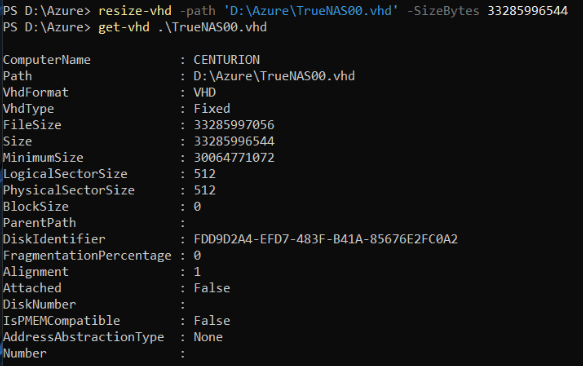 PS D:\Azure> resize-vhd -path 'D:\Azure\TrueNAS00.vhd' -SizeBytes 33285996544
PS D:\Azure> get-vhd .\TrueNAS00.vhd
ComputerName            : CENTURION
Path                    : D:\Azure\TrueNAS00.vhd
VhdFormat               : VHD
VhdType                 : Fixed
FileSize                : 33285997056
Size                    : 33285996544
MinimumSize             : 30064771072
LogicalSectorSize       : 512
PhysicalSectorSize      : 512
BlockSize               : 0
ParentPath              :
DiskIdentifier          : FDD9D2A4-EFD7-483F-B41A-85676E2FC0A2
FragmentationPercentage : 0
Alignment               : 1
Attached                : False
DiskNumber              :
IsPMEMCompatible        : False
AddressAbstractionType  : None
Number                  :